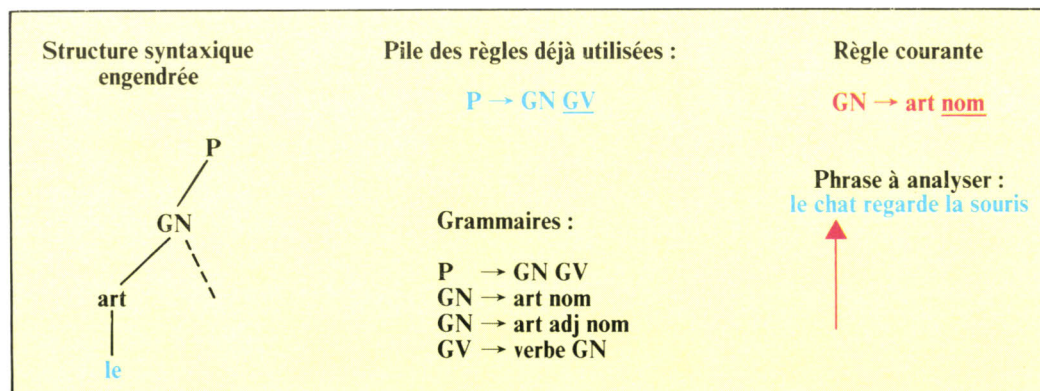 Structure syntaxique
engendrée
P
GN
art
le
Pile des règles déjà utilisées :
P → GN GV
Grammaires :
P → GN GV
GN → art nom
GN → art adj nom
GV → verbe GN
Règle courante
GN → art nom
Phrase à analyser :
le chat regarde la souris